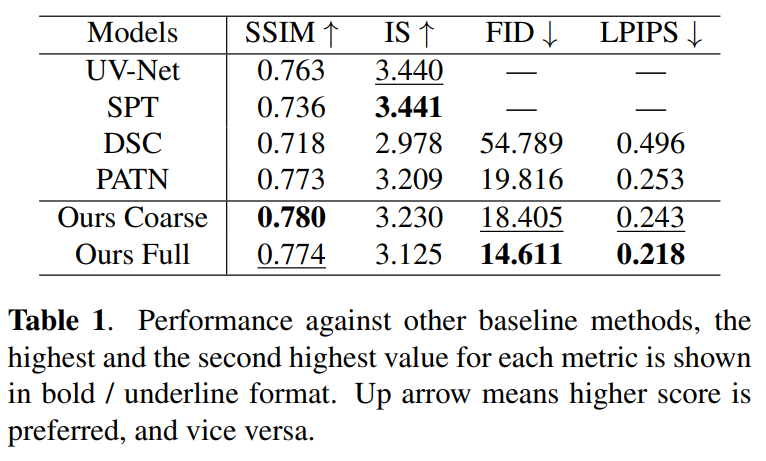 Models SSIM ↑ IS ↑ FID ↓ LPIPS ↓
UV-Net 0.763 3.440 — —
SPT 0.736 3.441 — —
DSC 0.718 2.978 54.789 0.496
PATN 0.773 3.209 19.816 0.253
Ours Coarse 0.780 3.230 18.405 0.243
Ours Full 0.774 3.125 14.611 0.218
Table 1. Performance against other baseline methods, the
highest and the second highest value for each metric is shown
in bold / underline format. Up arrow means higher score is
preferred, and vice versa.